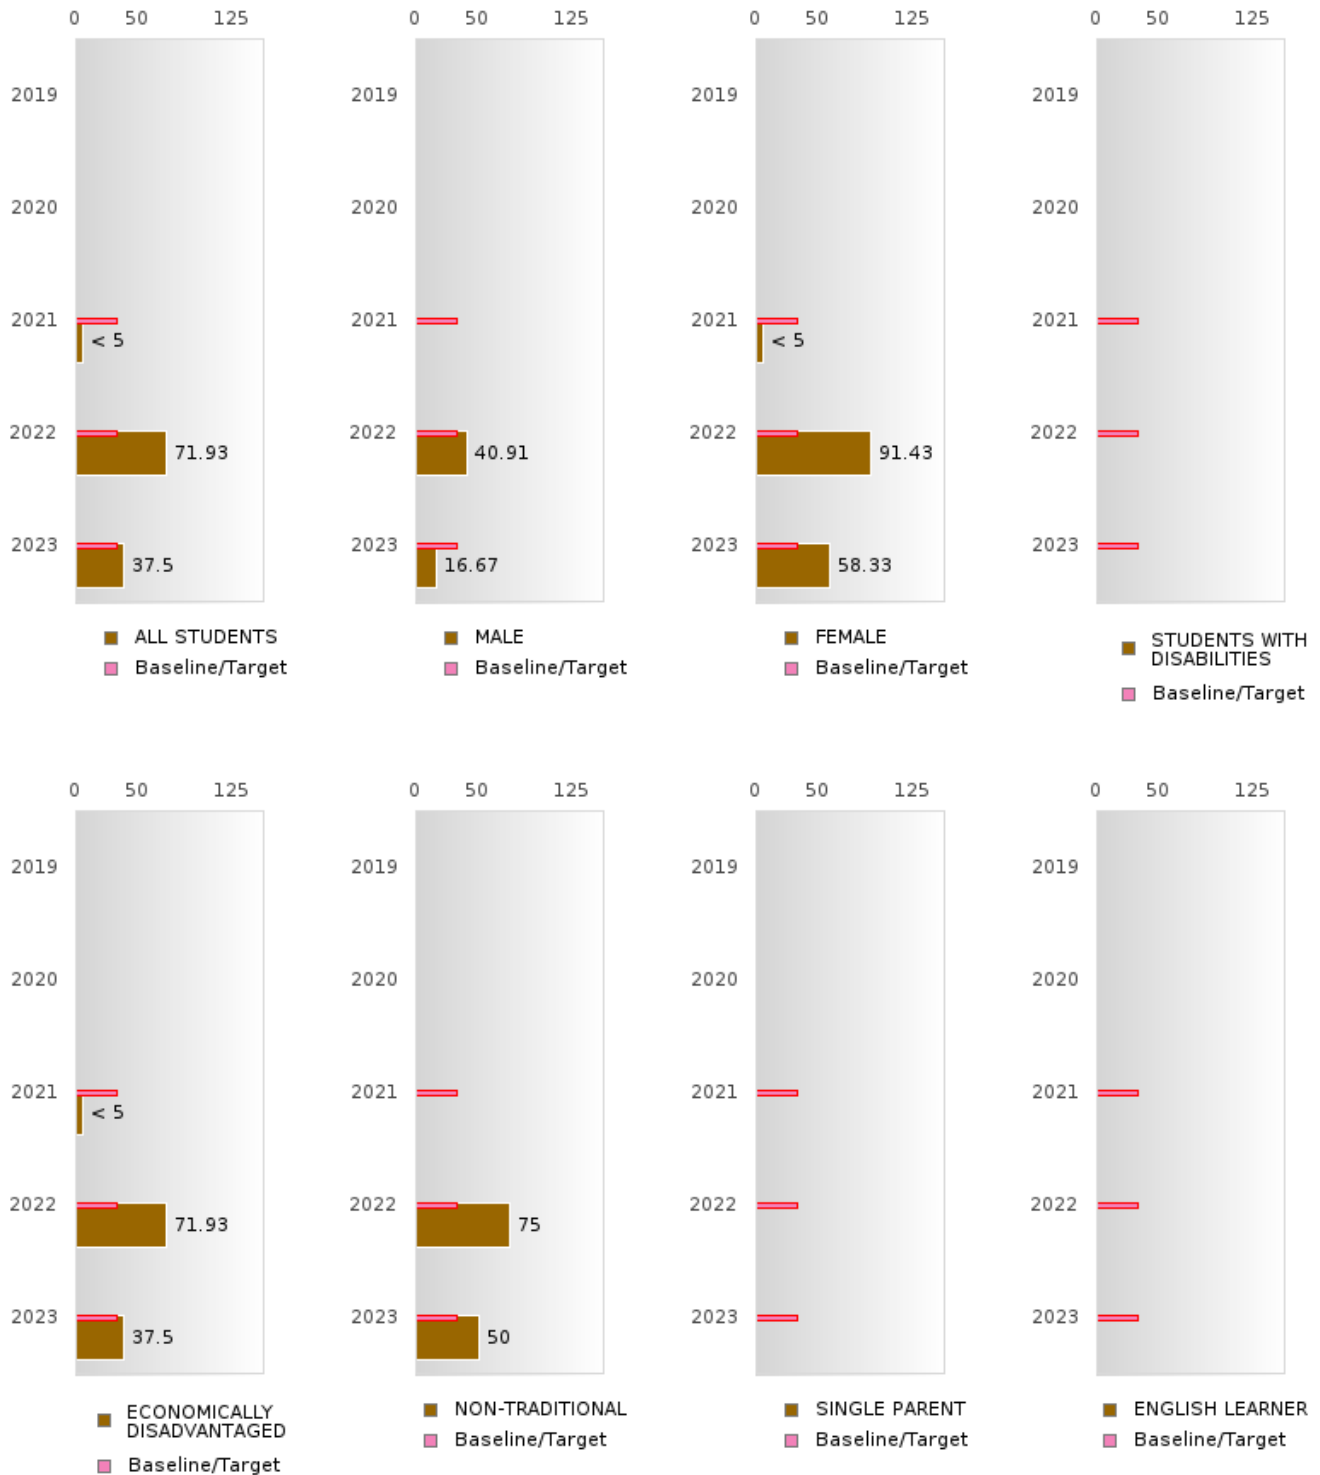 0 50 125 0 50 125 0 50 125 0 50 125
2019 2019 2019 2019
2020 2020 2020 2020
2021 2021 2021 2021
< 5 < 5
2022 2022 2022 2022
71.93 40.91 91.43
2023 2023 2023 2023
37.5 16.67 58.33
ALL STUDENTS MALE FEMALE STUDENTS WITH
DISABILITIES
Baseline/Target Baseline/Target Baseline/Target Baseline/Target
0 50 125 0 50 125 0 50 125 0 50 125
2019 2019 2019 2019
2020 2020 2020 2020
2021 2021 2021 2021
< 5
2022 2022 2022 2022
71.93 75
2023 2023 2023 2023
37.5 50
ECONOMICALLY NON-TRADITIONAL SINGLE PARENT ENGLISH LEARNER
DISADVANTAGED
Baseline/Target Baseline/Target Baseline/Target Baseline/Target